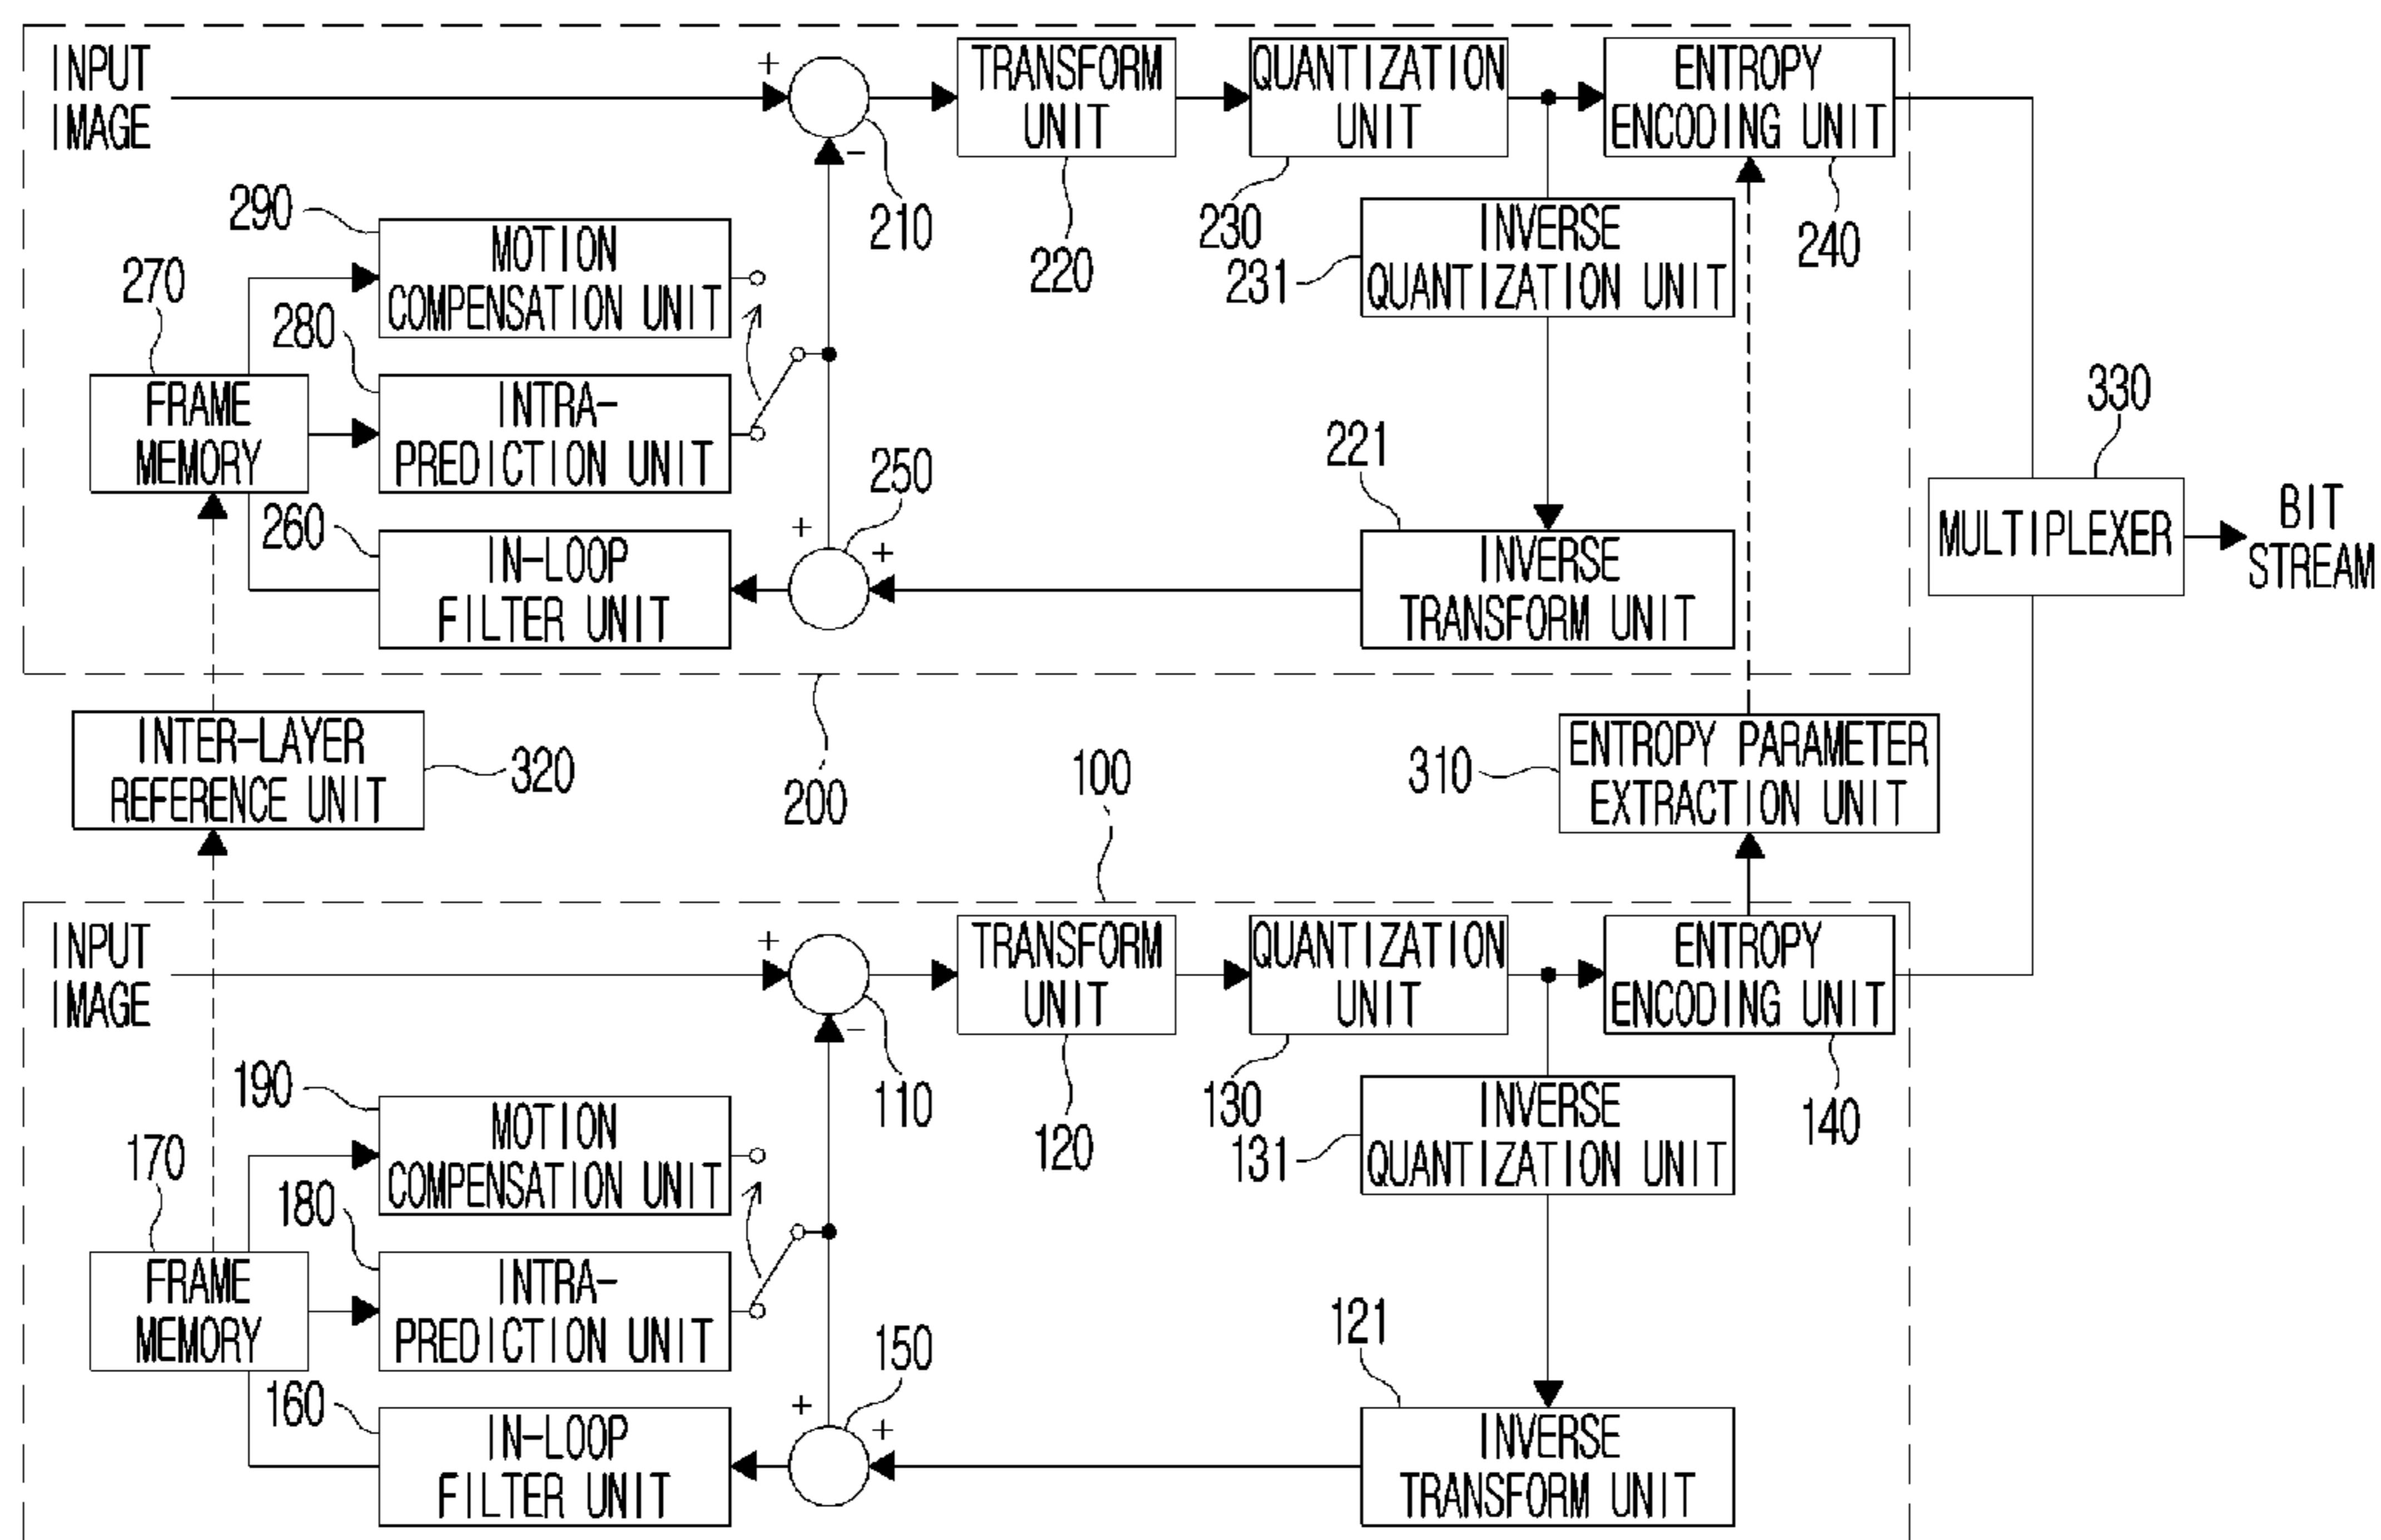 INPUT
IMAGE
+
−
210
TRANSFORM
UNIT
220
QUANTIZATION
UNIT
230
ENTROPY
ENCODING UNIT
240
290
MOTION
COMPENSATION UNIT
INVERSE
QUANTIZATION UNIT
231
270
FRAME
MEMORY
280
INTRA-
PREDICTION UNIT
260
IN-LOOP
FILTER UNIT
250
+
+
221
INVERSE
TRANSFORM UNIT
330
MULTIPLEXER
BIT
STREAM
INTER-LAYER
REFERENCE UNIT
320
200
100
310
ENTROPY PARAMETER
EXTRACTION UNIT
INPUT
IMAGE
+
−
110
TRANSFORM
UNIT
120
QUANTIZATION
UNIT
130
ENTROPY
ENCODING UNIT
140
190
MOTION
COMPENSATION UNIT
INVERSE
QUANTIZATION UNIT
131
170
FRAME
MEMORY
180
INTRA-
PREDICTION UNIT
160
IN-LOOP
FILTER UNIT
150
+
+
121
INVERSE
TRANSFORM UNIT